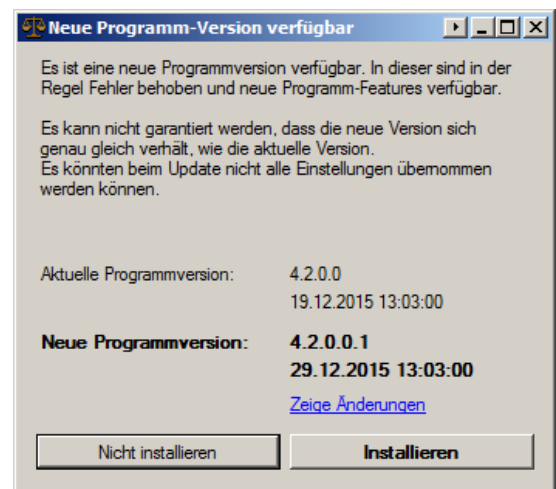 Neue Programm-Version verfügbar
Es ist eine neue Programmversion verfügbar. In dieser sind in der
Regel Fehler behoben und neue Programm-Features verfügbar.
Es kann nicht garantiert werden, dass die neue Version sich
genau gleich verhält, wie die aktuelle Version.
Es könnten beim Update nicht alle Einstellungen übernommen
werden können.
Aktuelle Programmversion: 4.2.0.0
19.12.2015 13:03:00
Neue Programmversion: 4.2.0.0.1
29.12.2015 13:03:00
Zeige Änderungen
Nicht installieren Installieren